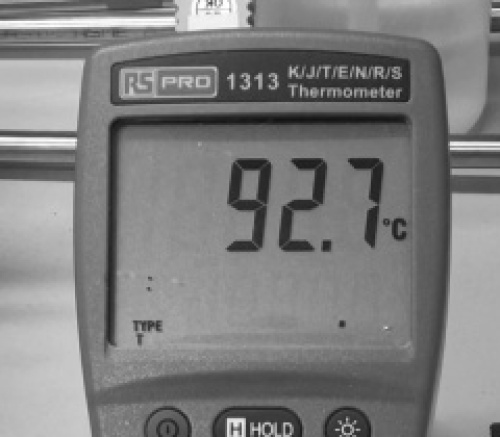 RS PRO 1313 K/J/T/E/N/R/S
Thermometer
92.7 °C
:
TYPE
T
H HOLD